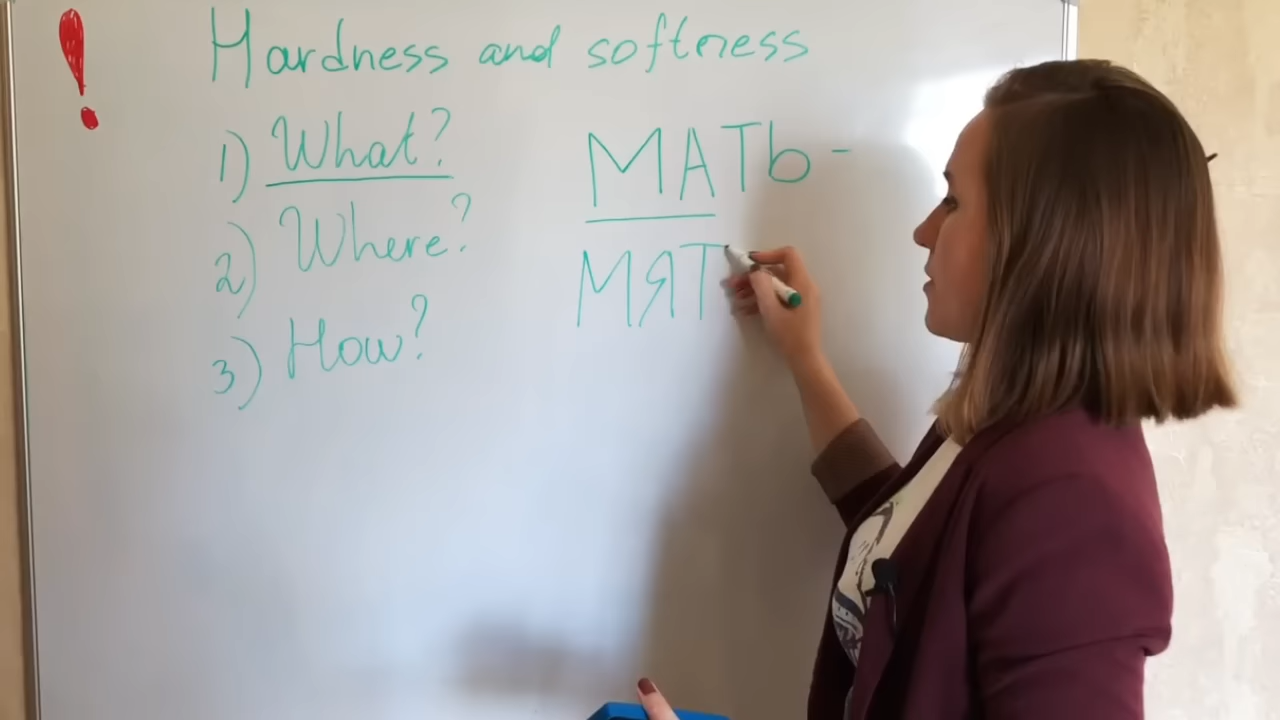 ! Hardness and softness
1) What? МАТЬ -
2) Where? МЯТ
3) How?